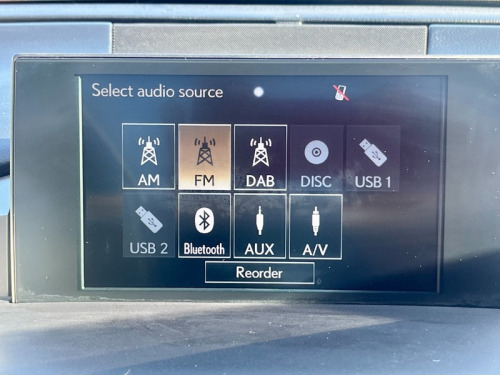 Select audio source
AM FM DAB DISC USB 1
USB 2 Bluetooth AUX A/V
Reorder